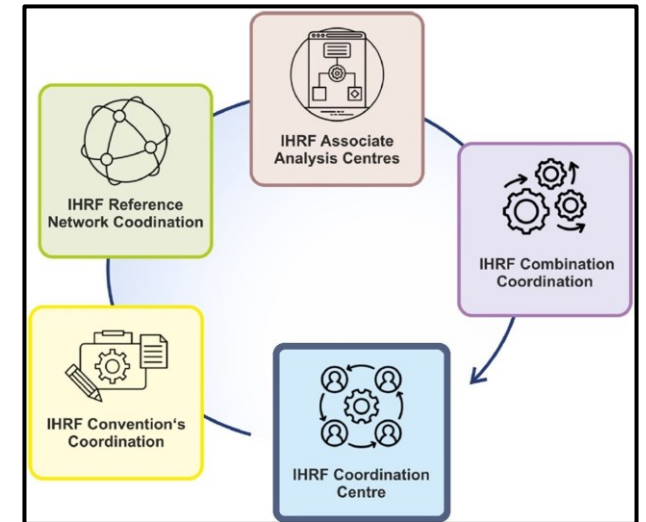 IHRF Associate
Analysis Centres
IHRF Reference
Network Coodination
IHRF Combination
Coordination
IHRF Convention's
Coordination
IHRF Coordination
Centre